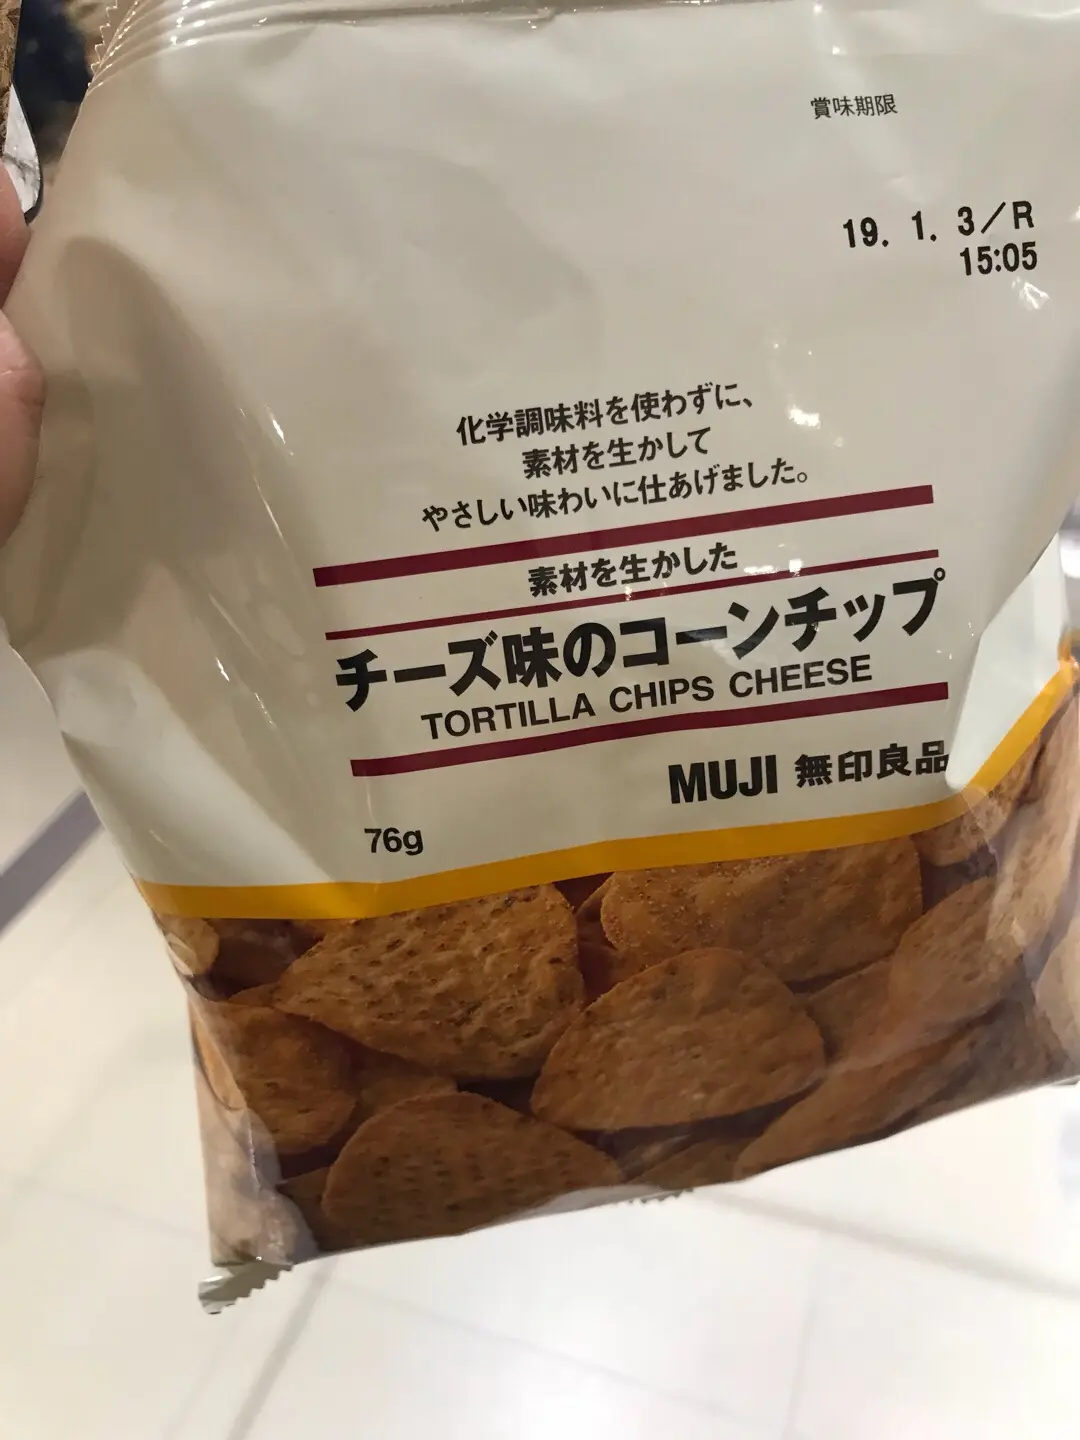 賞味期限
19. 1. 3／R
15:05
化学調味料を使わずに、
素材を生かして
やさしい味わいに仕あげました。
素材を生かした
チーズ味のコーンチップ
TORTILLA CHIPS CHEESE
MUJI 無印良品
76g